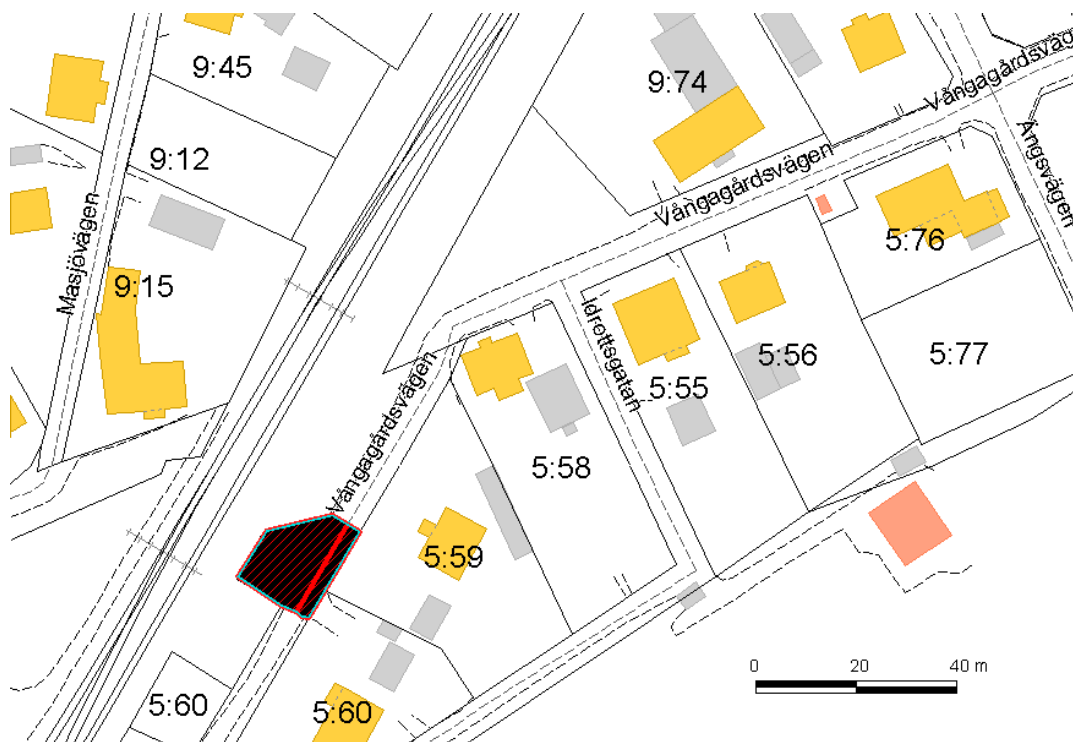 9:45
9:74
Vångagårdsvägen
Ängsvägen
9:12
Masjövägen
Vångagårdsvägen
5:76
9:15
Idrottsgatan
5:56
5:77
5:55
Vångagårdsvägen
5:58
5:59
5:60
5:60
0 20 40 m